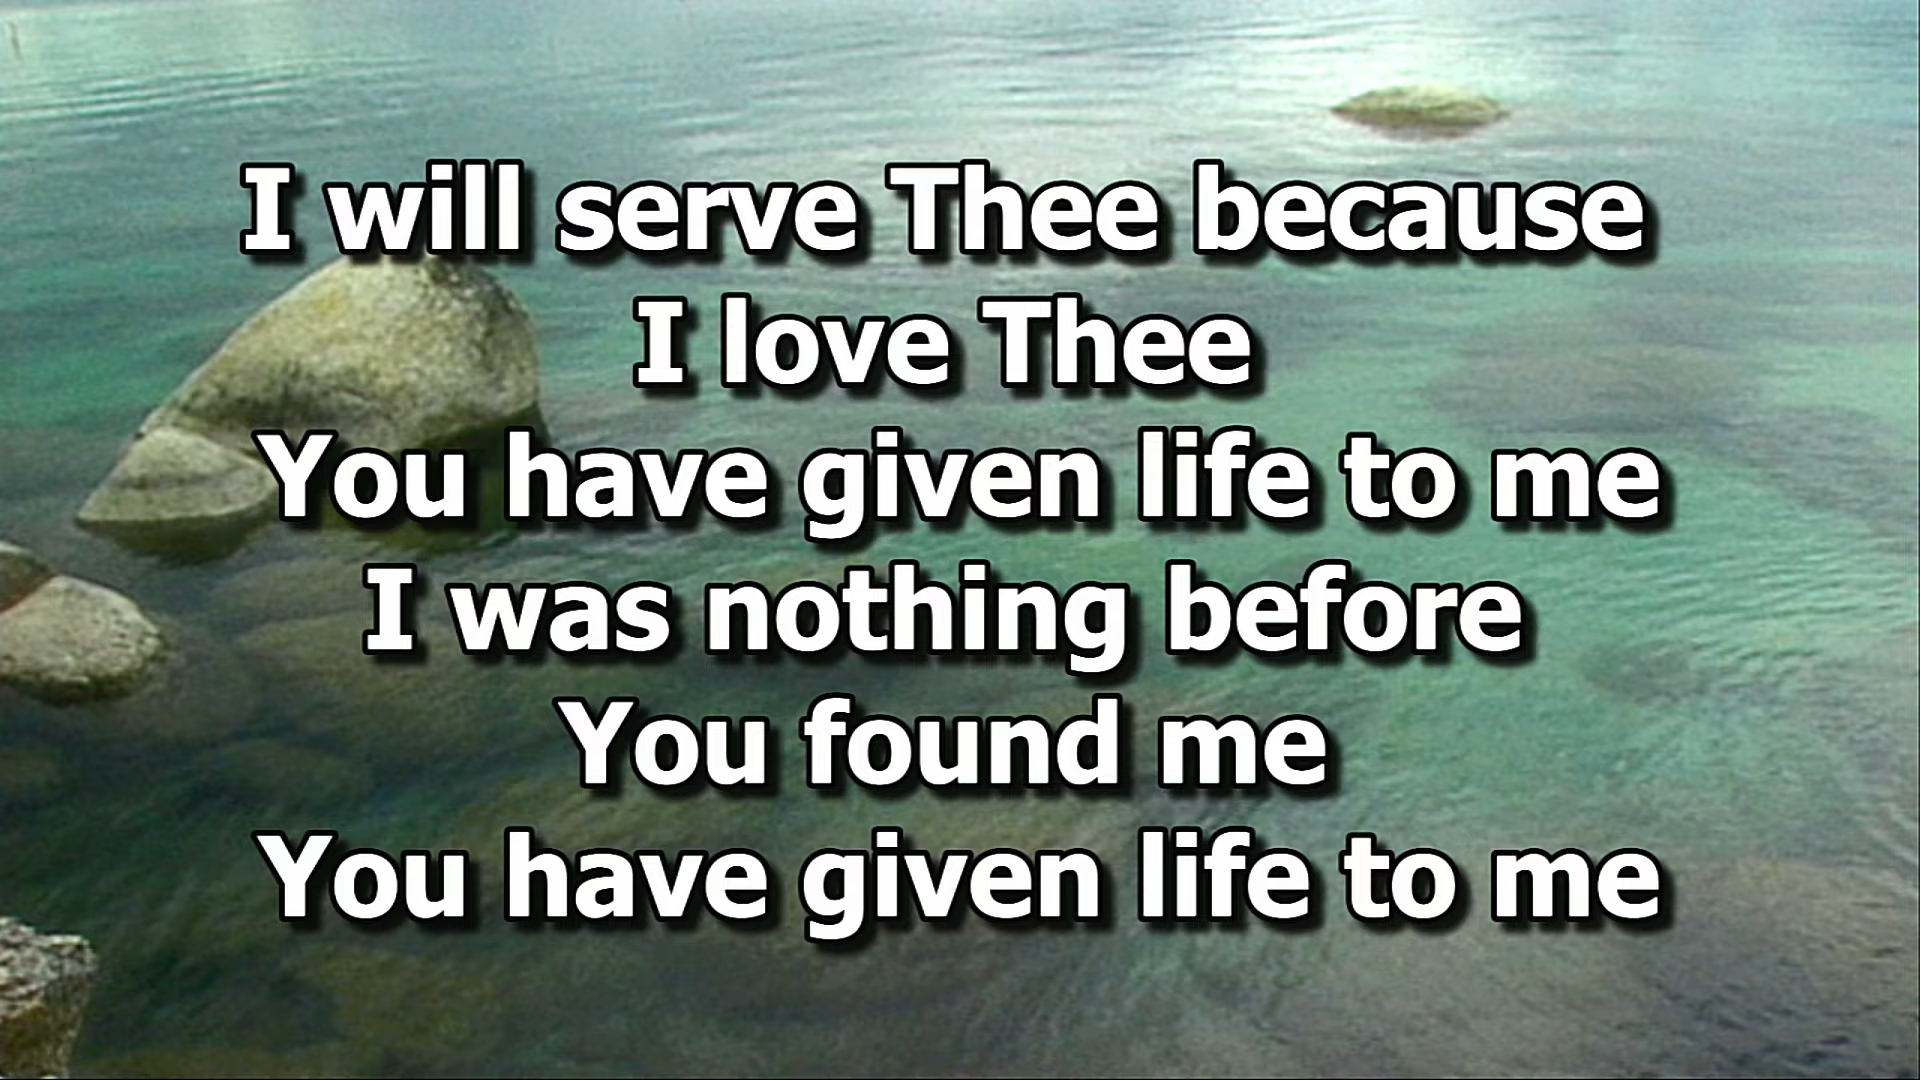 I will serve Thee because
I love Thee
You have given life to me
I was nothing before
You found me
You have given life to me